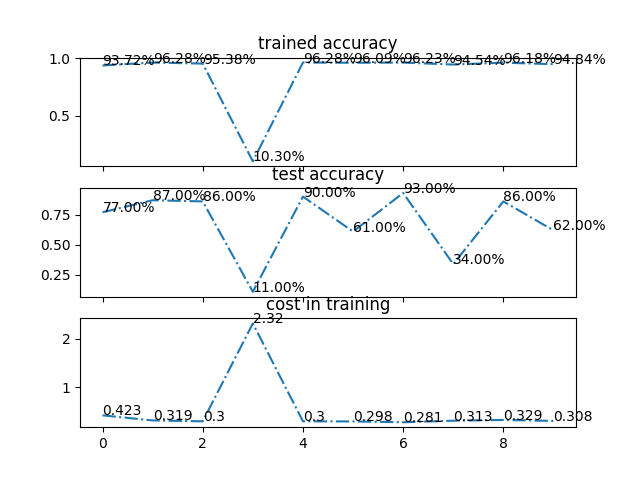 trained accuracy
1.0
93.72% 96.28% 95.38% 96.28% 96.09% 96.23% 94.54% 96.18% 94.84%
0.5
10.30%
test accuracy
93.00%
87.00% 86.00% 90.00% 86.00%
0.75
77.00%
61.00% 62.00%
0.50
34.00%
0.25
11.00%
cost in training
2.32
2
1
0.423 0.319 0.3 0.3 0.298 0.281 0.313 0.329 0.308
0 2 4 6 8